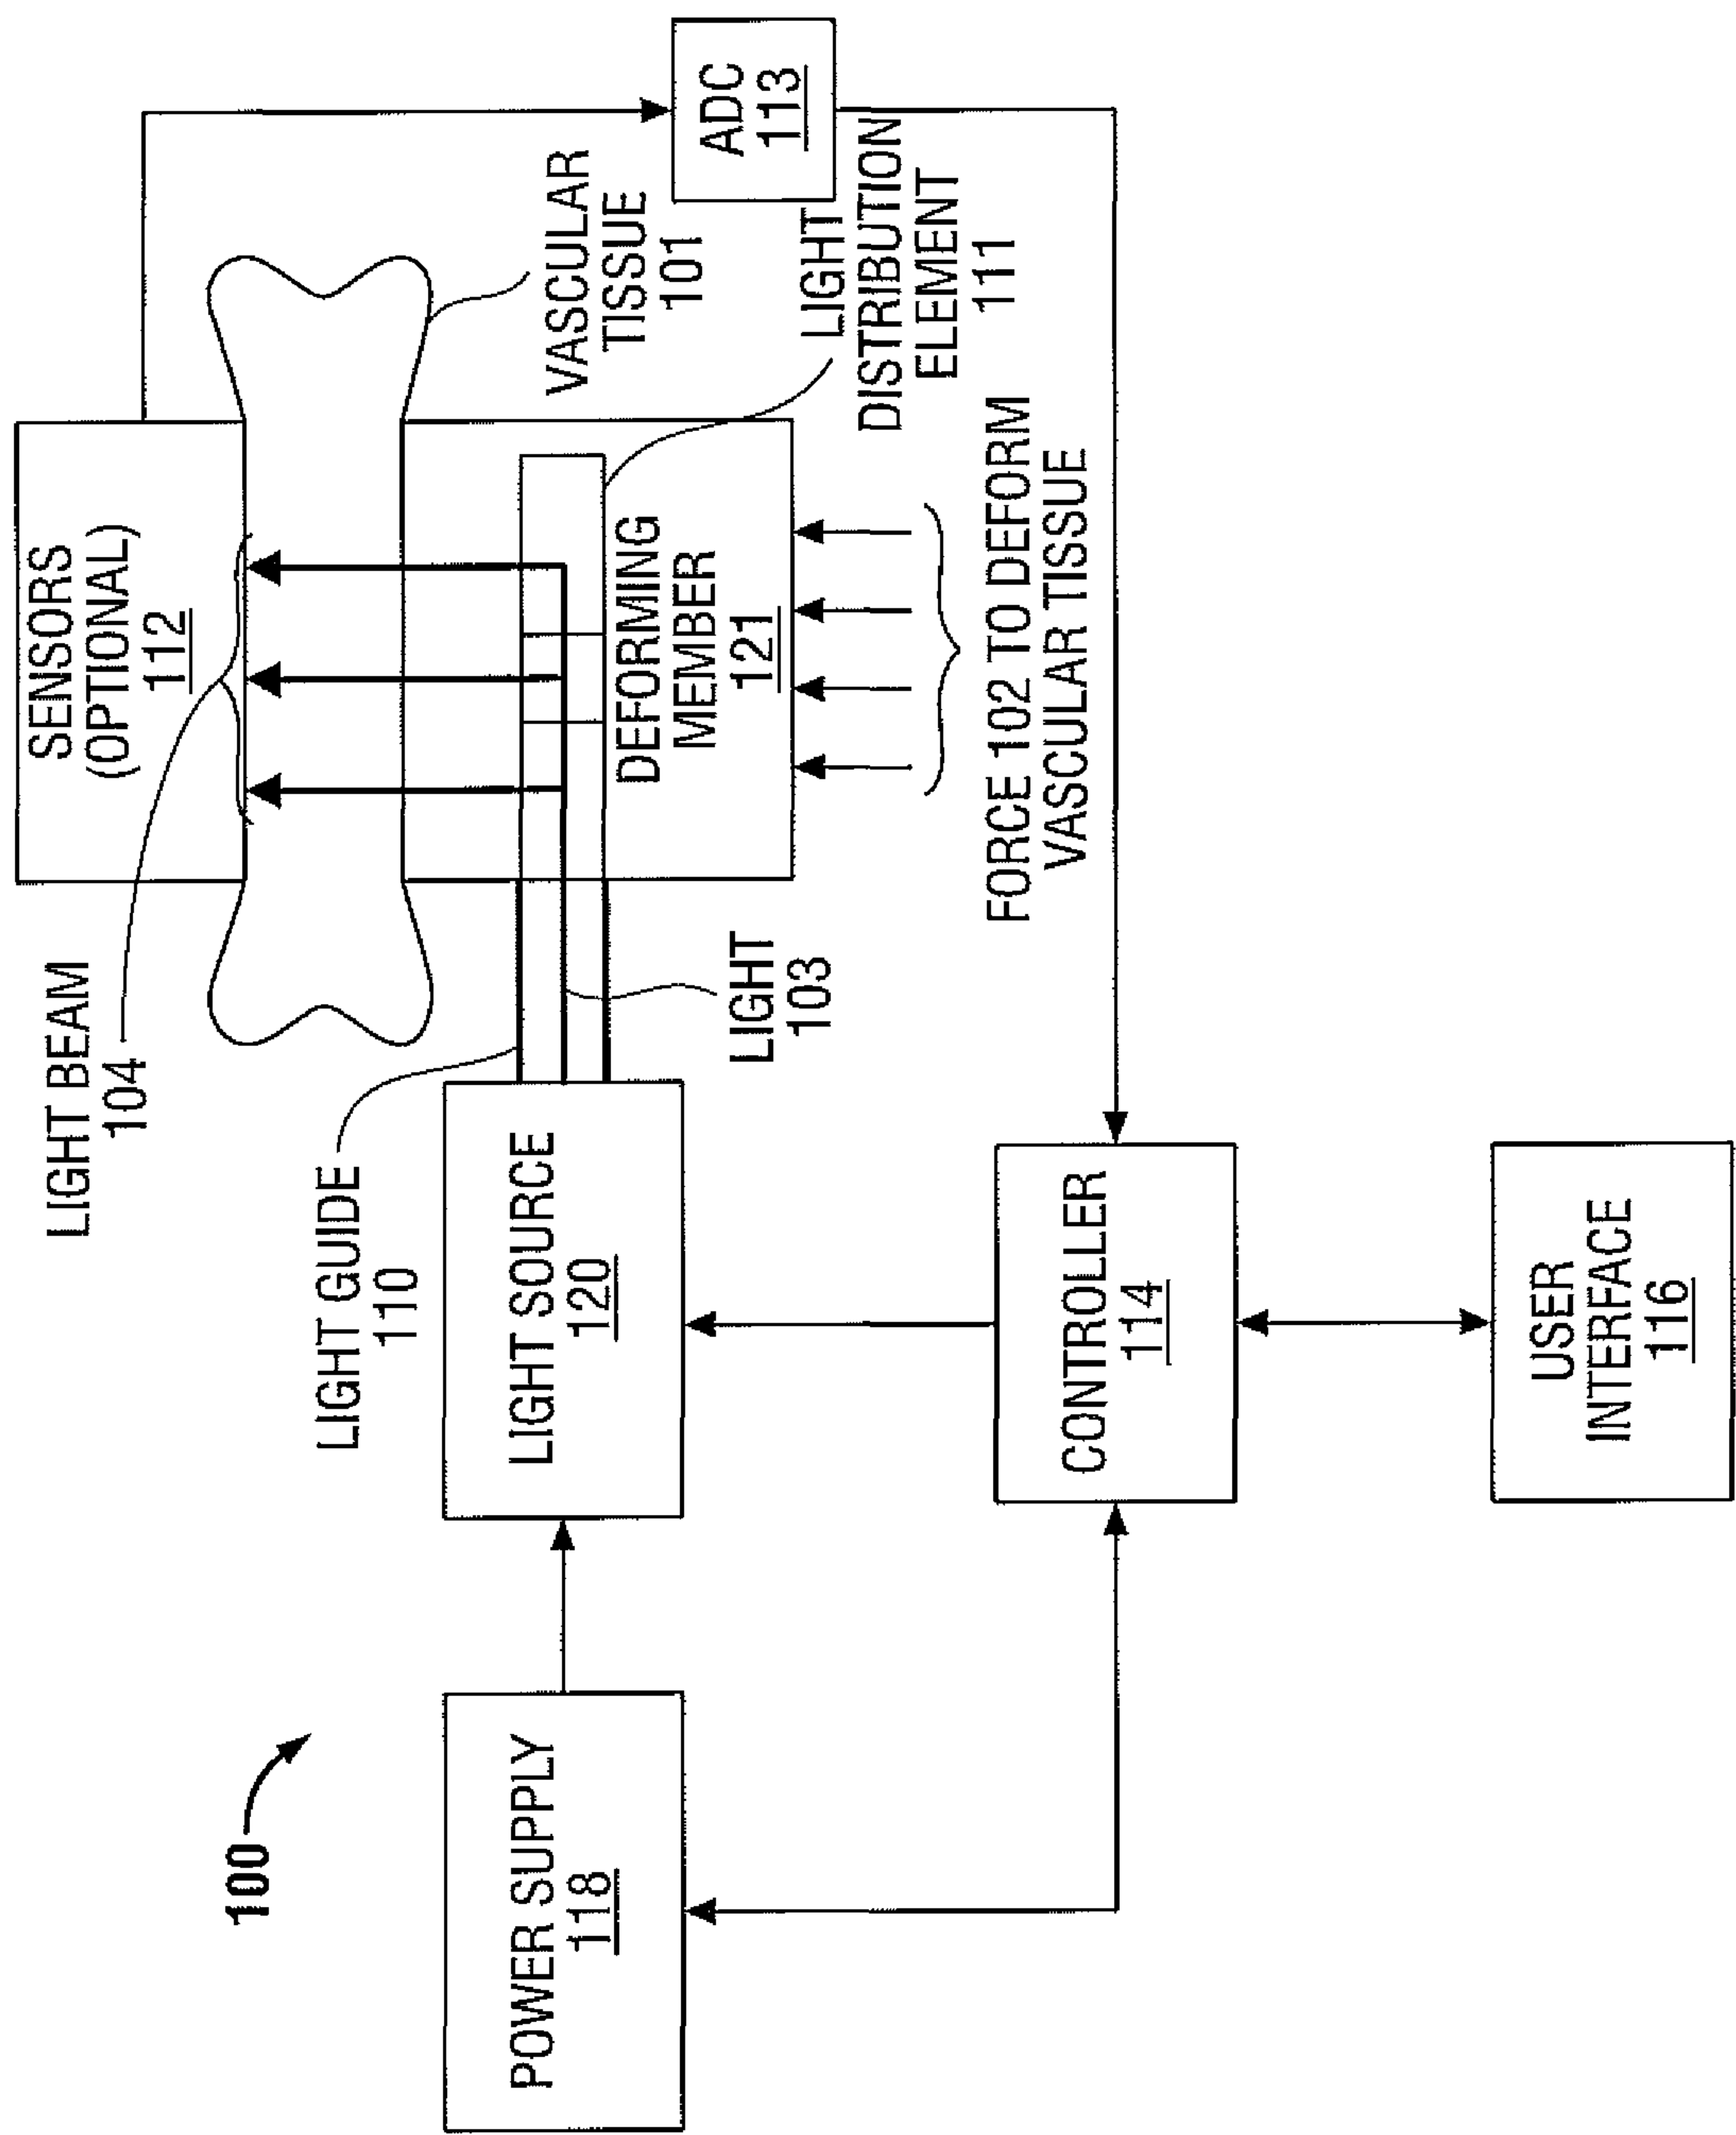 100
POWER SUPPLY
118
LIGHT SOURCE
120
LIGHT GUIDE
110
LIGHT BEAM
104
SENSORS
(OPTIONAL)
112
VASCULAR
TISSUE
101
ADC
113
LIGHT
DISTRIBUTION
ELEMENT
111
DEFORMING
MEMBER
121
LIGHT
103
FORCE 102 TO DEFORM
VASCULAR TISSUE
CONTROLLER
114
USER
INTERFACE
116